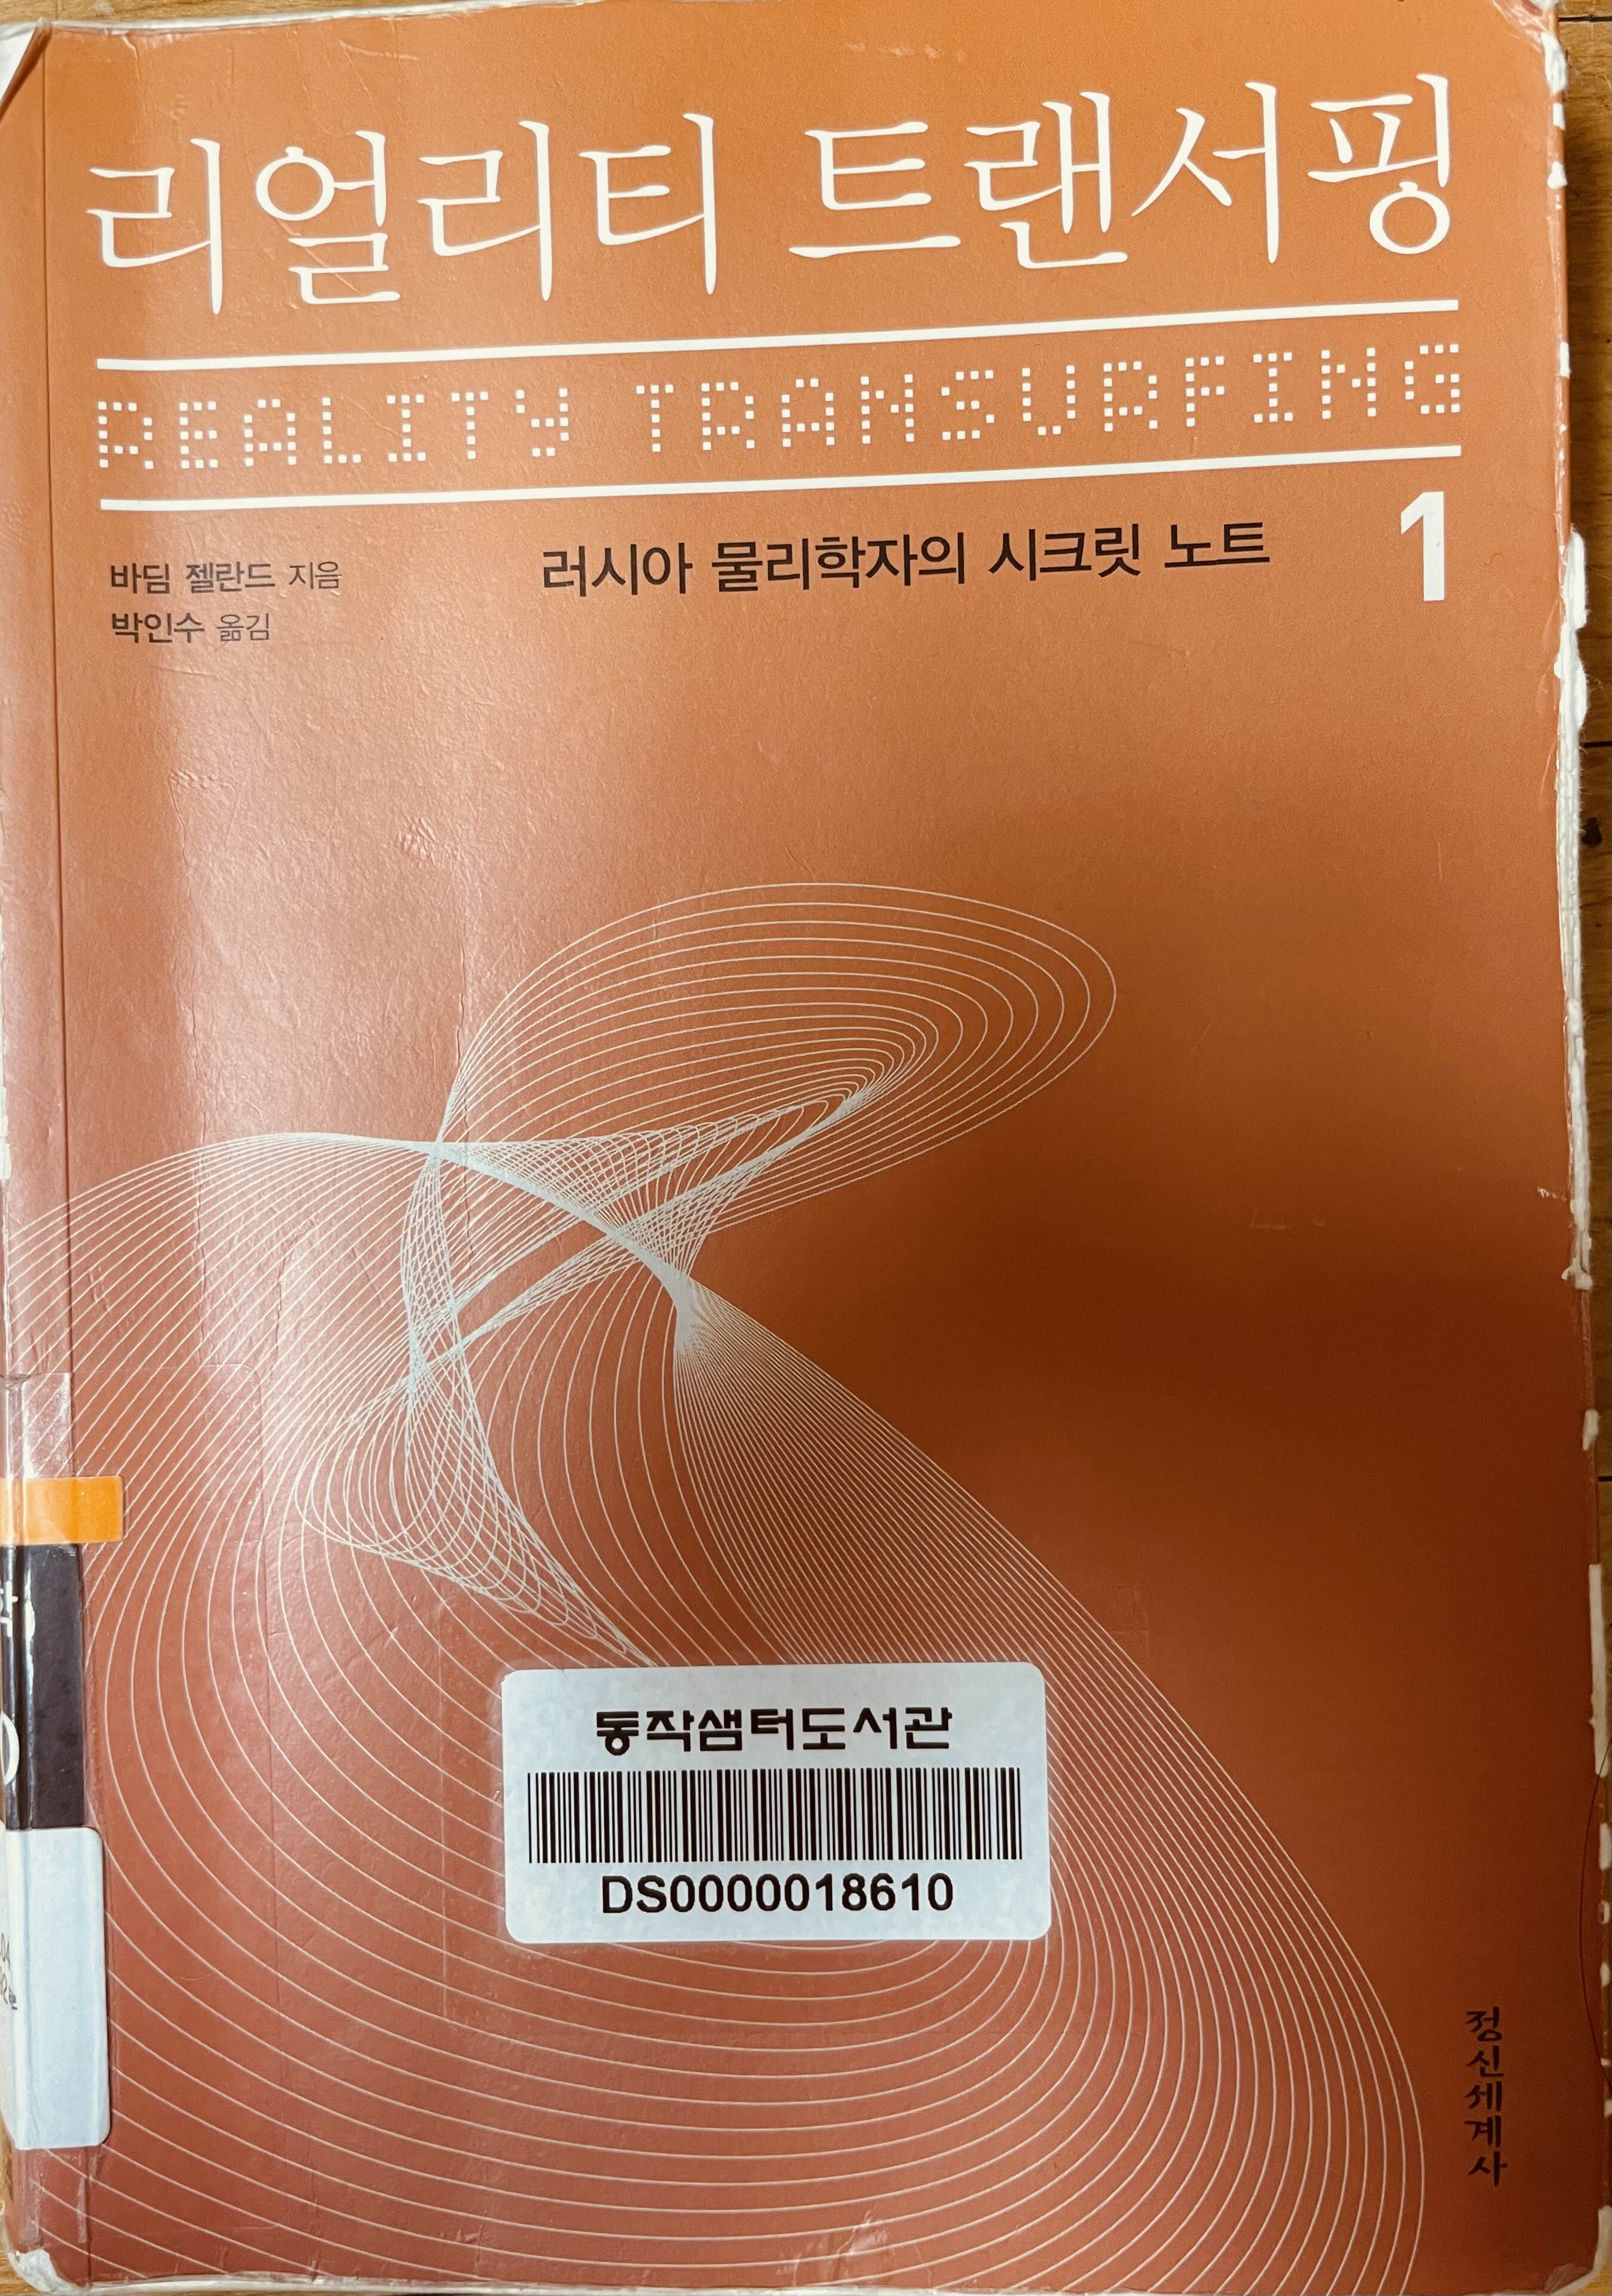 리얼리티 트랜서핑
REALITY TRANSURFING
1
러시아 물리학자의 시크릿 노트
바딤 젤란드 지음
박인수 옮김
동작샘터도서관
DS0000018610
정신세계사